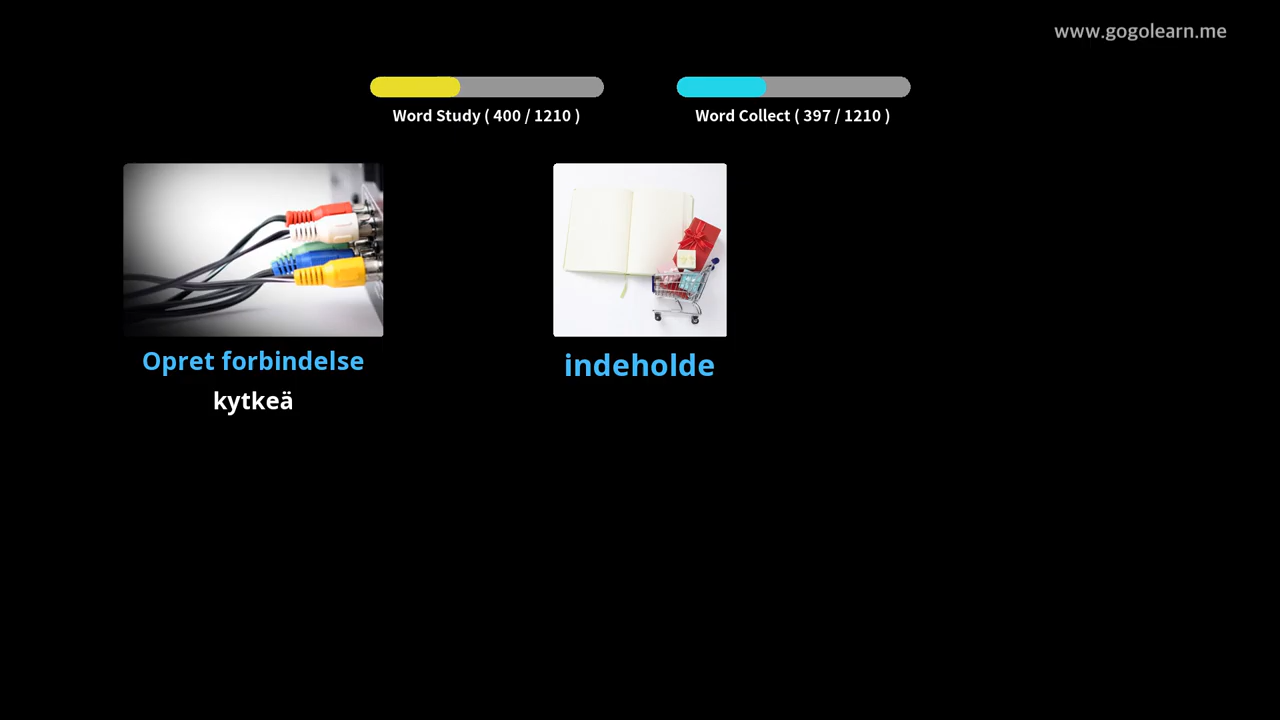 www.gogolearn.me
Word Study ( 400 / 1210 )
Word Collect ( 397 / 1210 )
Opret forbindelse
kytkeä
indeholde